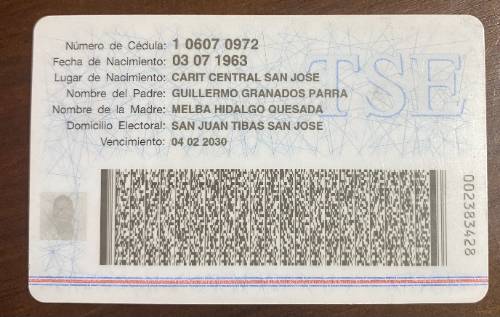 Número de Cédula: 1 0607 0972
Fecha de Nacimiento: 03 07 1963
Lugar de Nacimiento: CARIT CENTRAL SAN JOSE
Nombre del Padre: GUILLERMO GRANADOS PARRA
Nombre de la Madre: MELBA HIDALGO QUESADA
Domicilio Electoral: SAN JUAN TIBAS SAN JOSE
Vencimiento: 04 02 2030
TSE
002383428